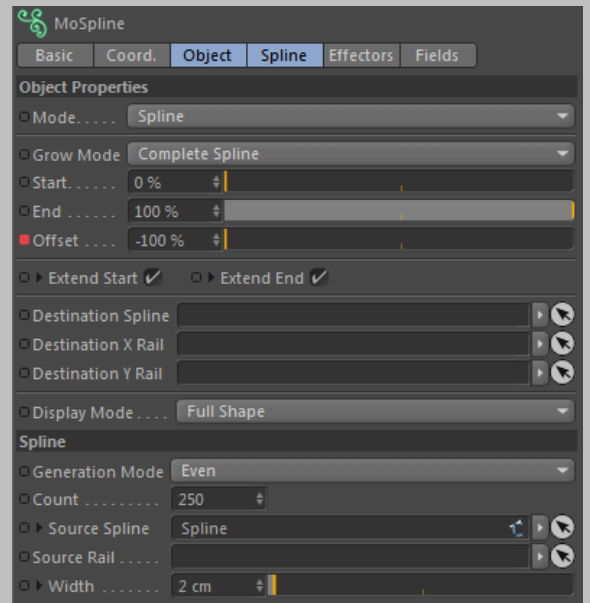 MoSpline
Basic Coord. Object Spline Effectors Fields
Object Properties
Mode..... Spline
Grow Mode Complete Spline
Start...... 0 %
End....... 100 %
Offset.... -100 %
Extend Start Extend End
Destination Spline
Destination X Rail
Destination Y Rail
Display Mode.... Full Shape
Spline
Generation Mode Even
Count......... 250
Source Spline Spline
Source Rail.....
Width....... 2 cm